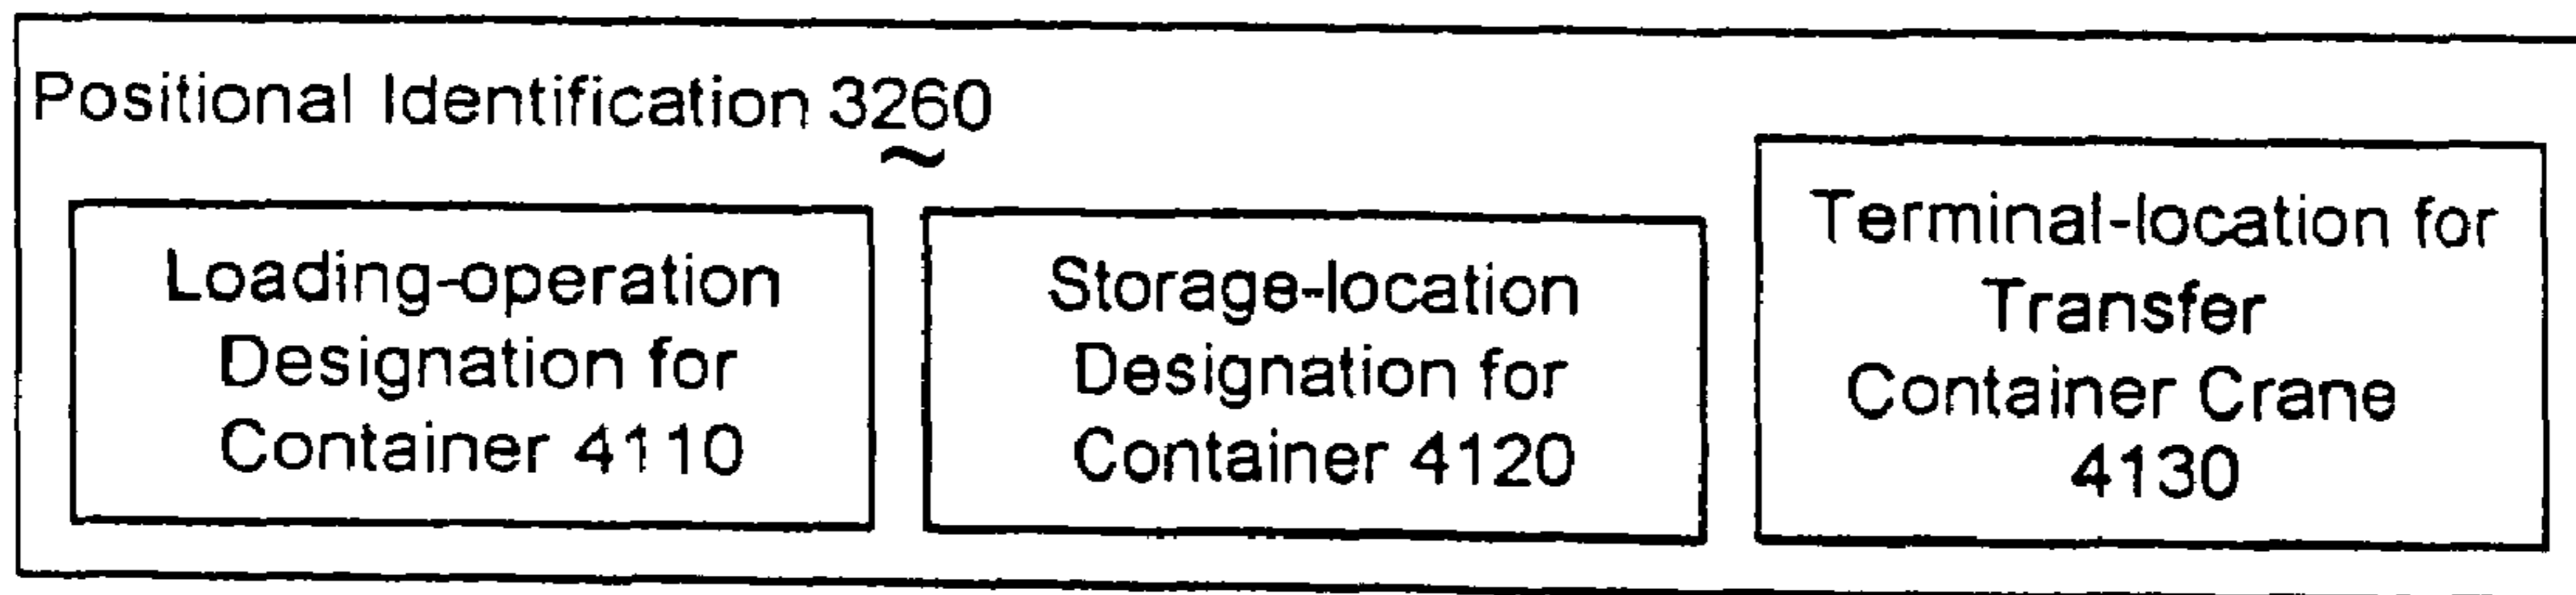 Positional Identification 3260
Loading-operation
Designation for
Container 4110
Storage-location
Designation for
Container 4120
Terminal-location for
Transfer
Container Crane
4130